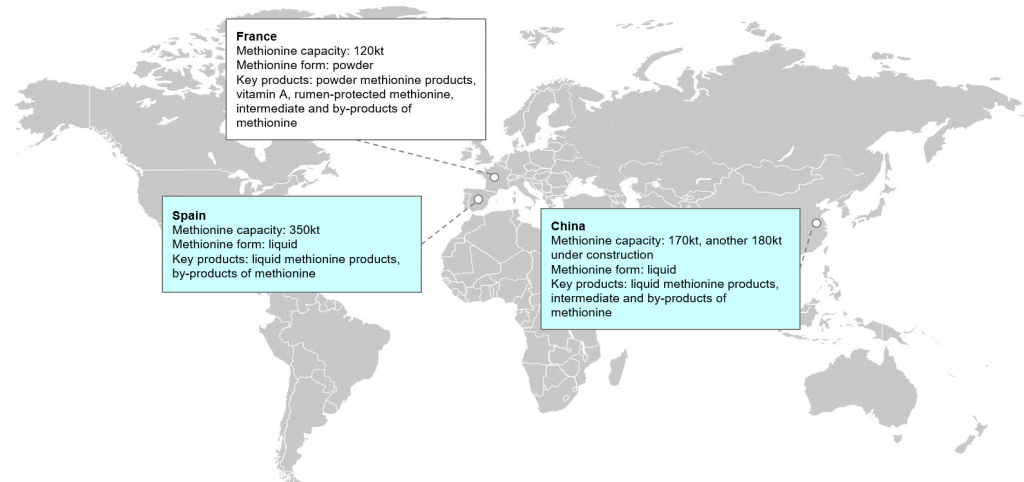 France
Methionine capacity: 120kt
Methionine form: powder
Key products: powder methionine products,
vitamin A, rumen-protected methionine,
intermediate and by-products of
methionine
Spain
Methionine capacity: 350kt
Methionine form: liquid
Key products: liquid methionine products,
by-products of methionine
China
Methionine capacity: 170kt, another 180kt
under construction
Methionine form: liquid
Key products: liquid methionine products,
intermediate and by-products of
methionine